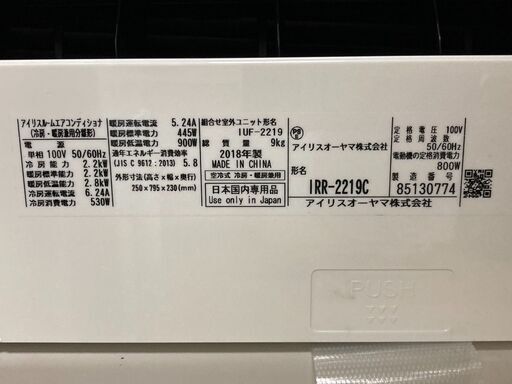 アイリスルームエアコンディショナ
(冷房・暖房兼用分離形)
電源
単相 100V 50/60Hz
冷房能力 2.2kW
暖房標準能力 2.2kW
暖房低温能力 2.8kW
冷房運転電流 6.24A
冷房消費電力 530W
暖房運転電流 5.24A
暖房標準電力 445W
暖房低温電力 900W
通年エネルギー消費効率
(JIS C 9612:2013) 5.8
外形寸法(高さ×幅×奥行)
250×795×230(mm)
組合せ室外ユニット形名
IUF-2219
総質量 9kg
2018年製
MADE IN CHINA
空冷式 冷房・暖房兼用
日本国内専用品
Use only in Japan
PSE
アイリスオーヤマ株式会社
形名
IRR-2219C
定格電圧 100V
定格周波数
50/60Hz
電動機の定格消費電力
800W
製造番号
85130774
アイリスオーヤマ株式会社
PUSH